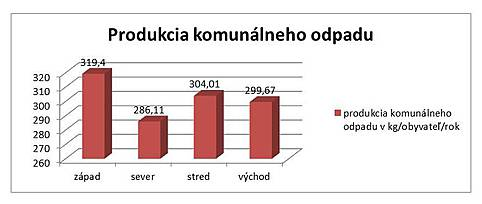 Produkcia komunálneho odpadu
320
310
300
290
280
270
260
319,4
286,11
304,01
299,67
západ
sever
stred
východ
produkcia komunálneho
odpadu v kg/obyvateľ/rok